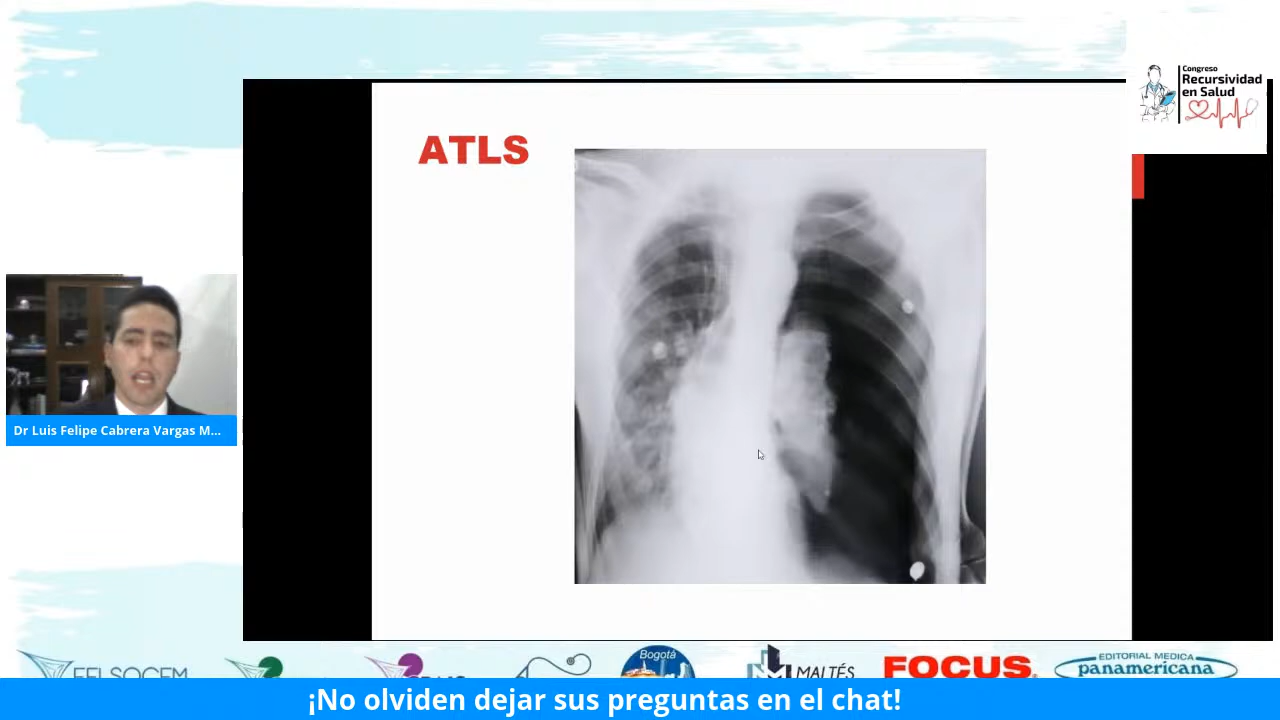 Congreso
Recursividad
en Salud
ATLS
Dr Luis Felipe Cabrera Vargas M...
Bogotá
MALTÉS
FOCUS
EDITORIAL MEDICA
panamericana
¡No olviden dejar sus preguntas en el chat!